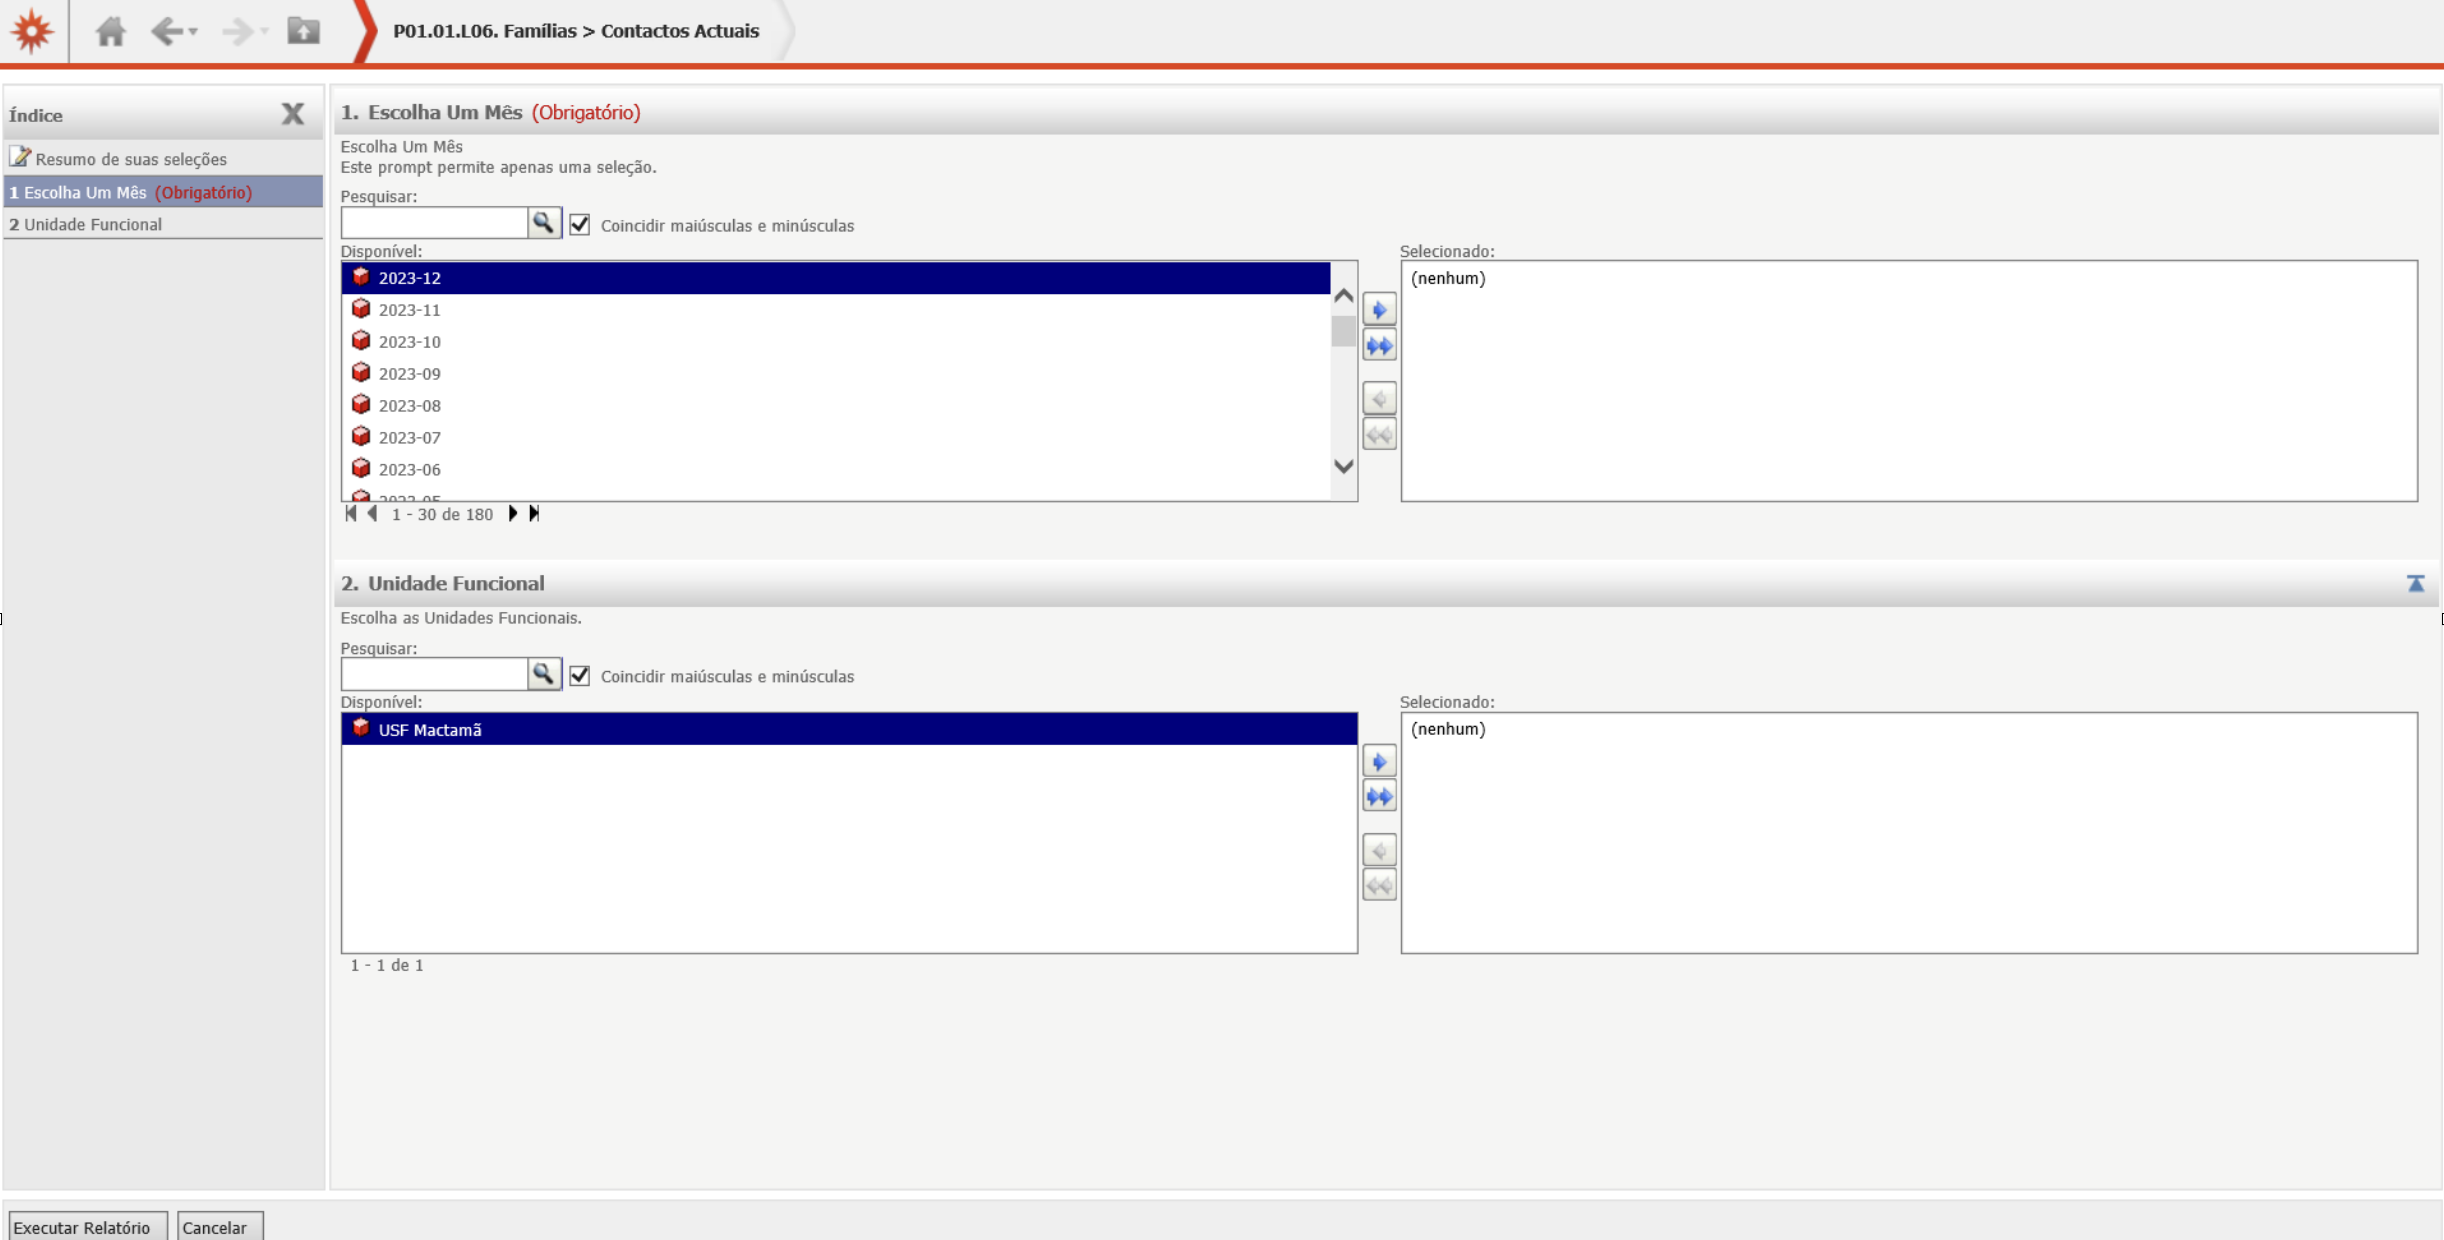 P01.01.L06. Famílias > Contactos Actuais
Índice
Resumo de suas seleções
1 Escolha Um Mês (Obrigatório)
2 Unidade Funcional
1. Escolha Um Mês (Obrigatório)
Escolha Um Mês
Este prompt permite apenas uma seleção.
Pesquisar:
Coincidir maiúsculas e minúsculas
Disponível:
2023-12
2023-11
2023-10
2023-09
2023-08
2023-07
2023-06
2023-05
1 - 30 de 180
Selecionado:
(nenhum)
2. Unidade Funcional
Escolha as Unidades Funcionais.
Pesquisar:
Coincidir maiúsculas e minúsculas
Disponível:
USF Mactamã
1 - 1 de 1
Selecionado:
(nenhum)
Executar Relatório
Cancelar